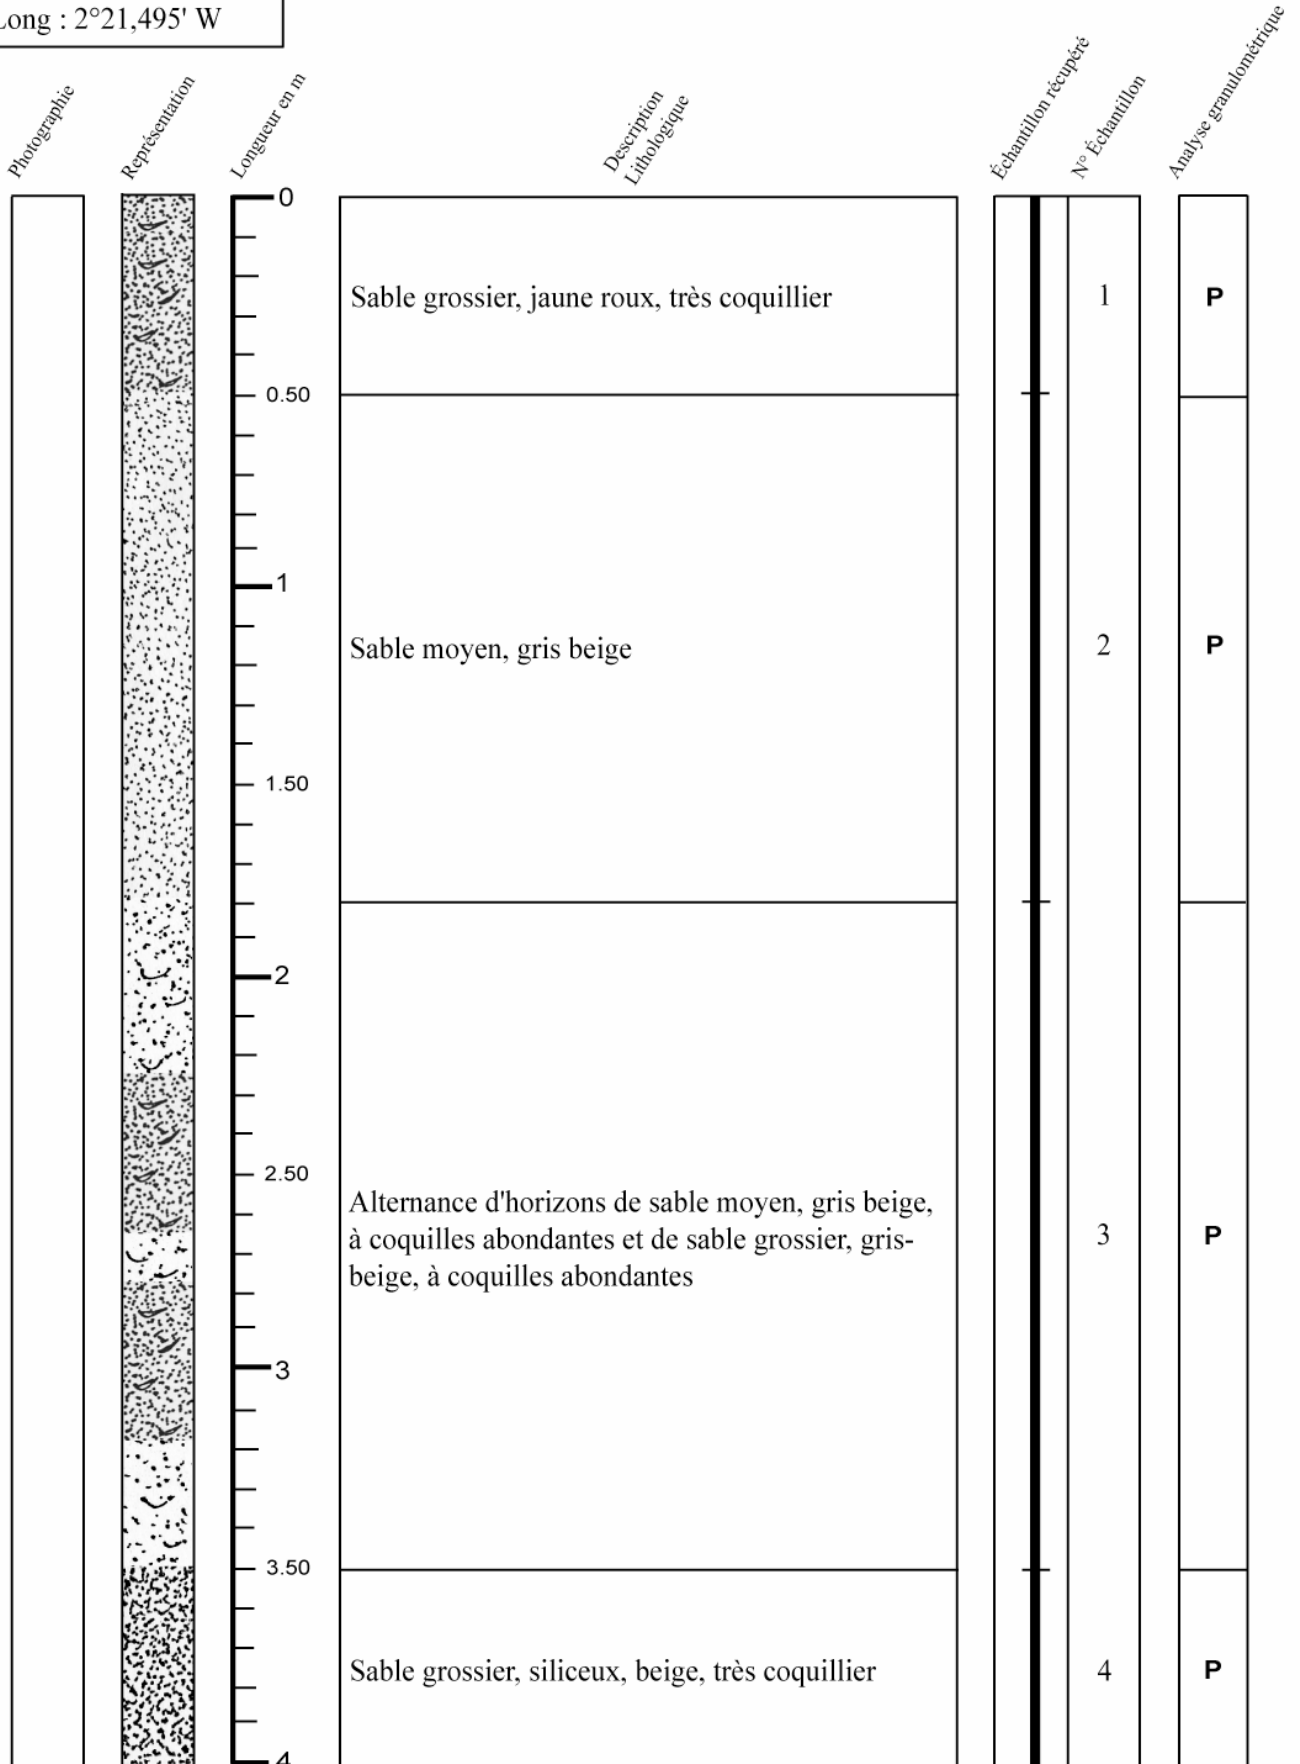 Long : 2°21,495' W
Photographie
Représentation
Longueur en m
Description
Lithologique
Échantillon récupéré
N° Échantillon
Analyse granulométrique
0
Sable grossier, jaune roux, très coquillier
1
P
0.50
1
Sable moyen, gris beige
2
P
1.50
2
2.50
Alternance d'horizons de sable moyen, gris beige,
à coquilles abondantes et de sable grossier, gris-
beige, à coquilles abondantes
3
P
3
3.50
Sable grossier, siliceux, beige, très coquillier
4
P
4